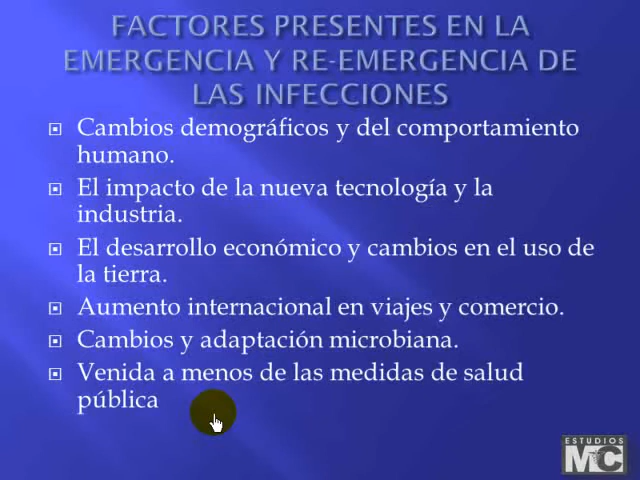 FACTORES PRESENTES EN LA
EMERGENCIA Y RE-EMERGENCIA DE
LAS INFECCIONES
Cambios demográficos y del comportamiento
humano.
El impacto de la nueva tecnología y la
industria.
El desarrollo económico y cambios en el uso de
la tierra.
Aumento internacional en viajes y comercio.
Cambios y adaptación microbiana.
Venida a menos de las medidas de salud
pública
ESTUDIOS
MC